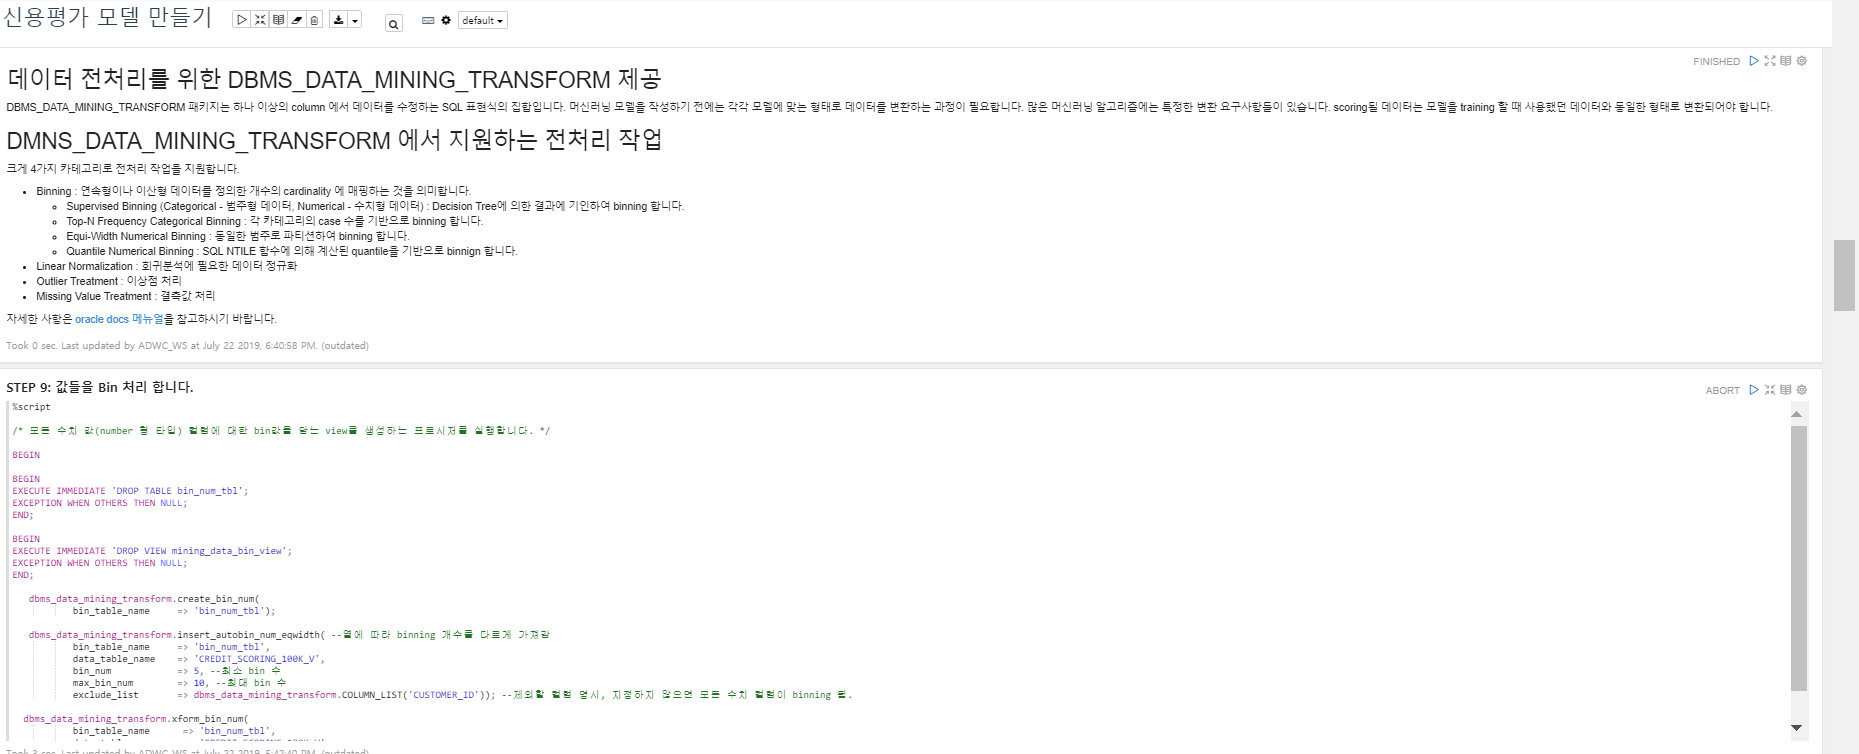 신용평가 모델 만들기
default
FINISHED
데이터 전처리를 위한 DBMS_DATA_MINING_TRANSFORM 제공
DBMS_DATA_MINING_TRANSFORM 패키지는 하나 이상의 column 에서 데이터를 수정하는 SQL 표현식의 집합입니다. 머신러닝 모델을 작성하기 전에는 각각 모델에 맞는 형태로 데이터를 변환하는 과정이 필요합니다. 많은 머신러닝 알고리즘에는 특정한 변환 요구사항들이 있습니다. scoring될 데이터는 모델을 training 할 때 사용했던 데이터와 동일한 형태로 변환되어야 합니다.
DMNS_DATA_MINING_TRANSFORM 에서 지원하는 전처리 작업
크게 4가지 카테고리로 전처리 작업을 지원합니다.
Binning : 연속형이나 이산형 데이터를 정의한 개수의 cardinality 에 매핑하는 것을 의미합니다.
Supervised Binning (Categorical - 범주형 데이터, Numerical - 수치형 데이터) : Decision Tree에 의한 결과에 기인하여 binning 합니다.
Top-N Frequency Categorical Binning : 각 카테고리의 case 수를 기반으로 binning 합니다.
Equi-Width Numerical Binning : 동일한 범주로 파티션하여 binning 합니다.
Quantile Numerical Binning : SQL NTILE 함수에 의해 계산된 quantile을 기반으로 binnign 합니다.
Linear Normalization : 회귀분석에 필요한 데이터 정규화
Outlier Treatment : 이상점 처리
Missing Value Treatment : 결측값 처리
자세한 사항은 oracle docs 메뉴얼을 참고하시기 바랍니다.
Took 0 sec. Last updated by ADWC_WS at July 22 2019, 6:40:58 PM. (outdated)
STEP 9: 값들을 Bin 처리 합니다.
ABORT
%script
/* 모든 수치 값(number 형 타입) 컬럼에 대한 bin값을 담는 view를 생성하는 프로시저를 실행합니다. */
BEGIN
BEGIN
EXECUTE IMMEDIATE 'DROP TABLE bin_num_tbl';
EXCEPTION WHEN OTHERS THEN NULL;
END;
BEGIN
EXECUTE IMMEDIATE 'DROP VIEW mining_data_bin_view';
EXCEPTION WHEN OTHERS THEN NULL;
END;
dbms_data_mining_transform.create_bin_num(
bin_table_name => 'bin_num_tbl');
dbms_data_mining_transform.insert_autobin_num_eqwidth( --열에 따라 binning 개수를 다르게 가져감
bin_table_name => 'bin_num_tbl',
data_table_name => 'CREDIT_SCORING_100K_V',
bin_num => 5, --최소 bin 수
max_bin_num => 10, --최대 bin 수
exclude_list => dbms_data_mining_transform.COLUMN_LIST('CUSTOMER_ID')); --제외할 컬럼 명시, 지정하지 않으면 모든 수치 컬럼이 binning 됨.
dbms_data_mining_transform.xform_bin_num(
bin_table_name => 'bin_num_tbl',
Took 3 sec. Last updated by ADWC_WS at July 22 2019, 5:42:40 PM. (outdated)